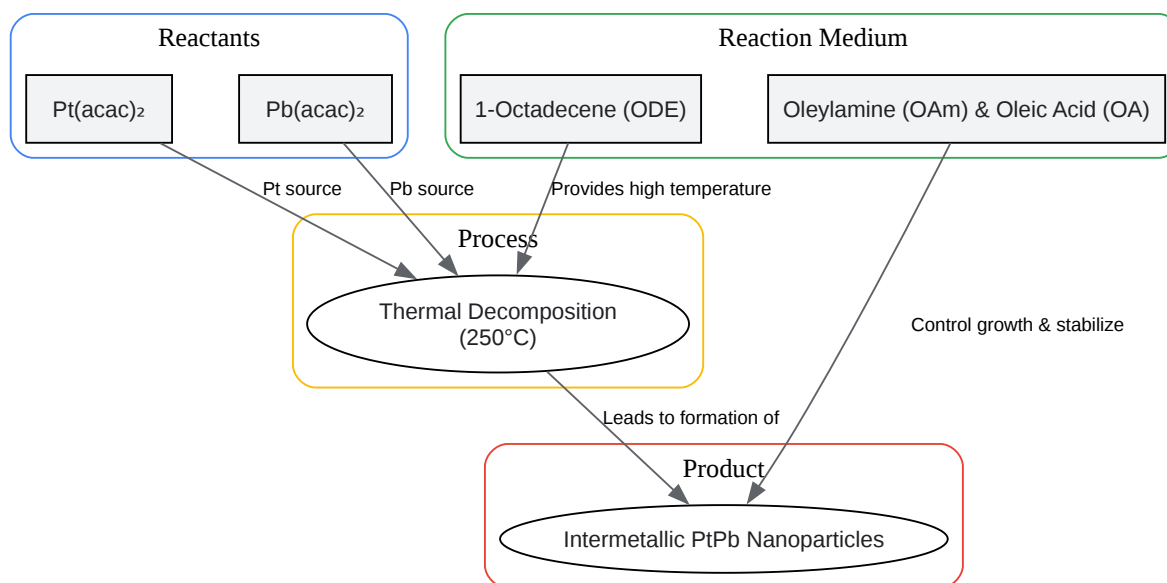 Reactants
Reaction Medium
Pt(acac)₂
Pb(acac)₂
1-Octadecene (ODE)
Oleylamine (OAm) & Oleic Acid (OA)
Pt source
Pb source
Provides high temperature
Process
Thermal Decomposition
(250°C)
Control growth & stabilize
Leads to formation of
Product
Intermetallic PtPb Nanoparticles